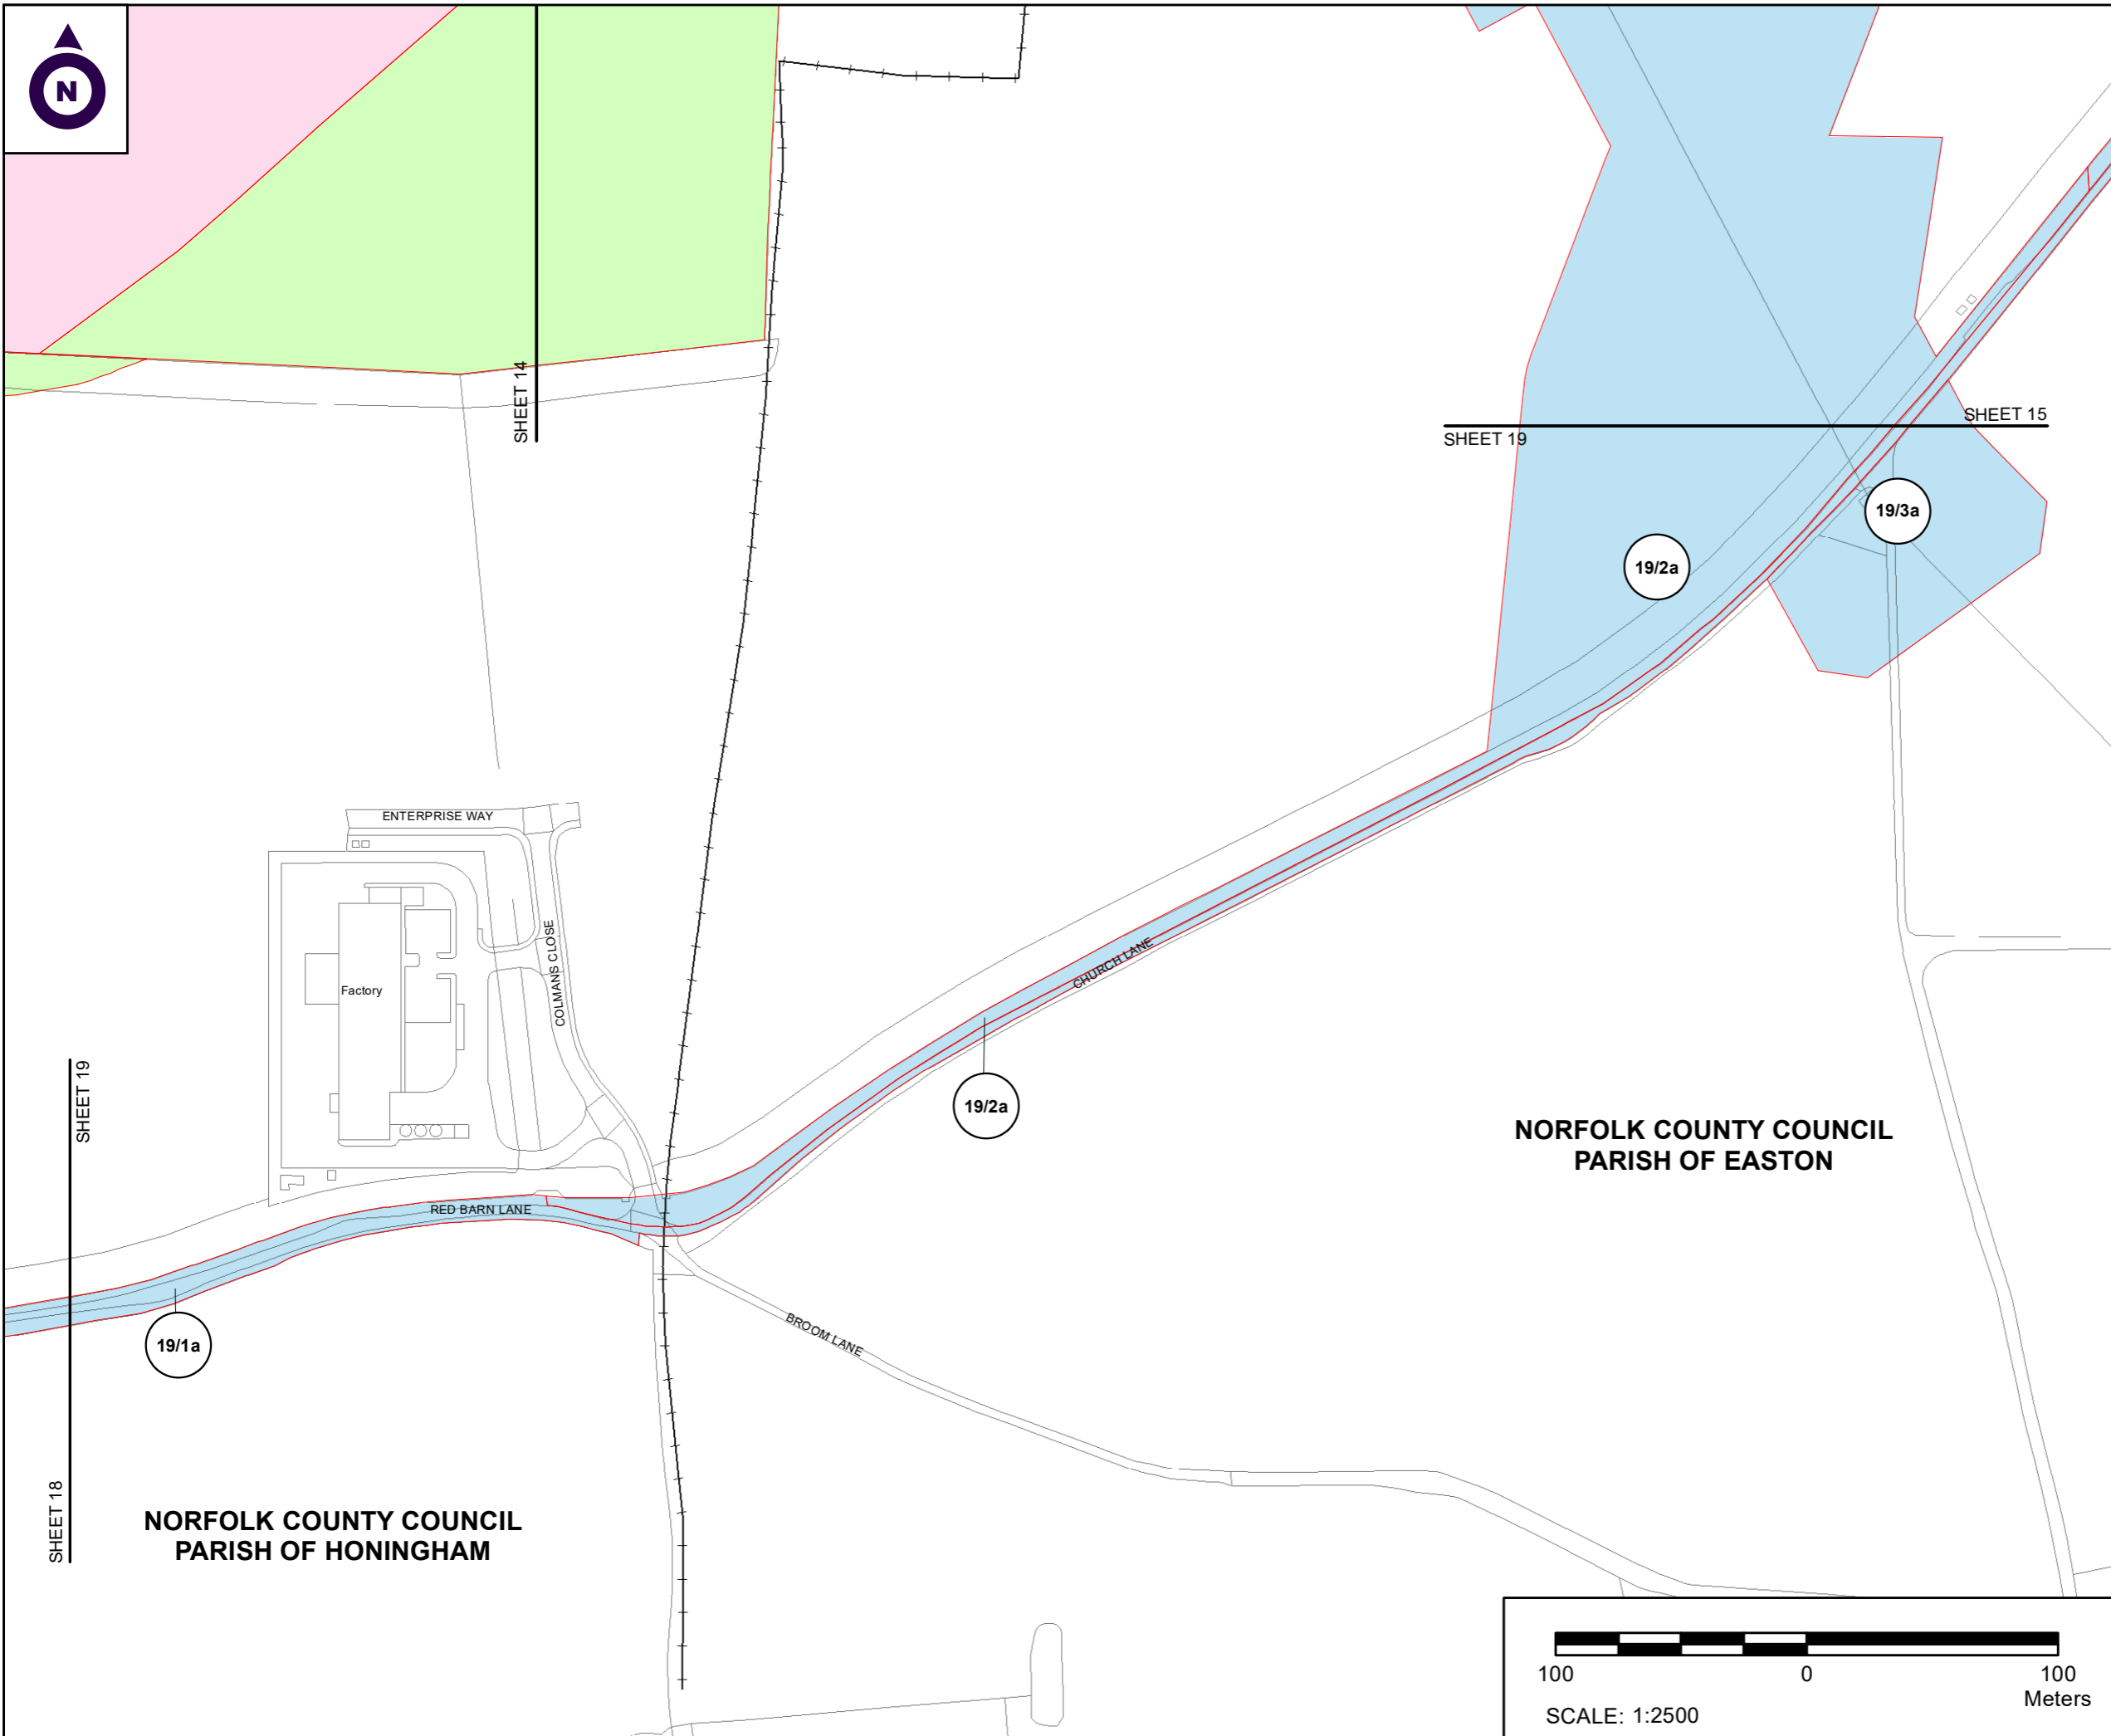 N
SHEET 14
SHEET 15
SHEET 19
19/3a
19/2a
ENTERPRISE WAY
COLMANS CLOSE
Factory
CHURCH LANE
19/2a
SHEET 19
NORFOLK COUNTY COUNCIL
PARISH OF EASTON
RED BARN LANE
BROOM LANE
19/1a
SHEET 18
NORFOLK COUNTY COUNCIL
PARISH OF HONINGHAM
100 0 100
Meters
SCALE: 1:2500